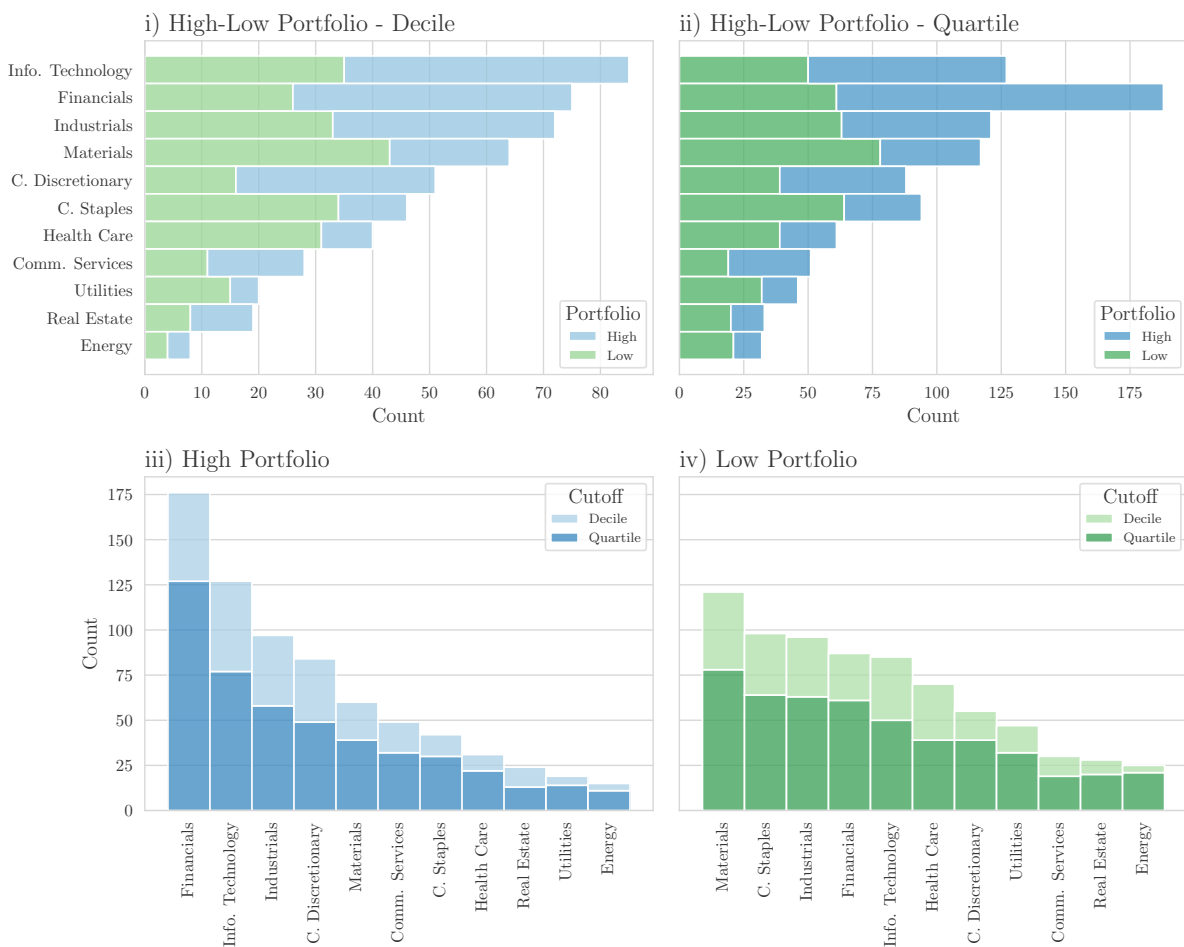 i) High-Low Portfolio - Decile
Info. Technology
Financials
Industrials
Materials
C. Discretionary
C. Staples
Health Care
Comm. Services
Utilities
Real Estate
Energy
Portfolio
High
Low
0 10 20 30 40 50 60 70 80
Count
ii) High-Low Portfolio - Quartile
Portfolio
High
Low
0 25 50 75 100 125 150 175
Count
iii) High Portfolio
Cutoff
Decile
Quartile
175
150
125
100
75
50
25
0
Count
Financials
Info. Technology
Industrials
C. Discretionary
Materials
Comm. Services
C. Staples
Health Care
Real Estate
Utilities
Energy
iv) Low Portfolio
Cutoff
Decile
Quartile
Materials
C. Staples
Industrials
Financials
Info. Technology
Health Care
C. Discretionary
Utilities
Comm. Services
Real Estate
Energy